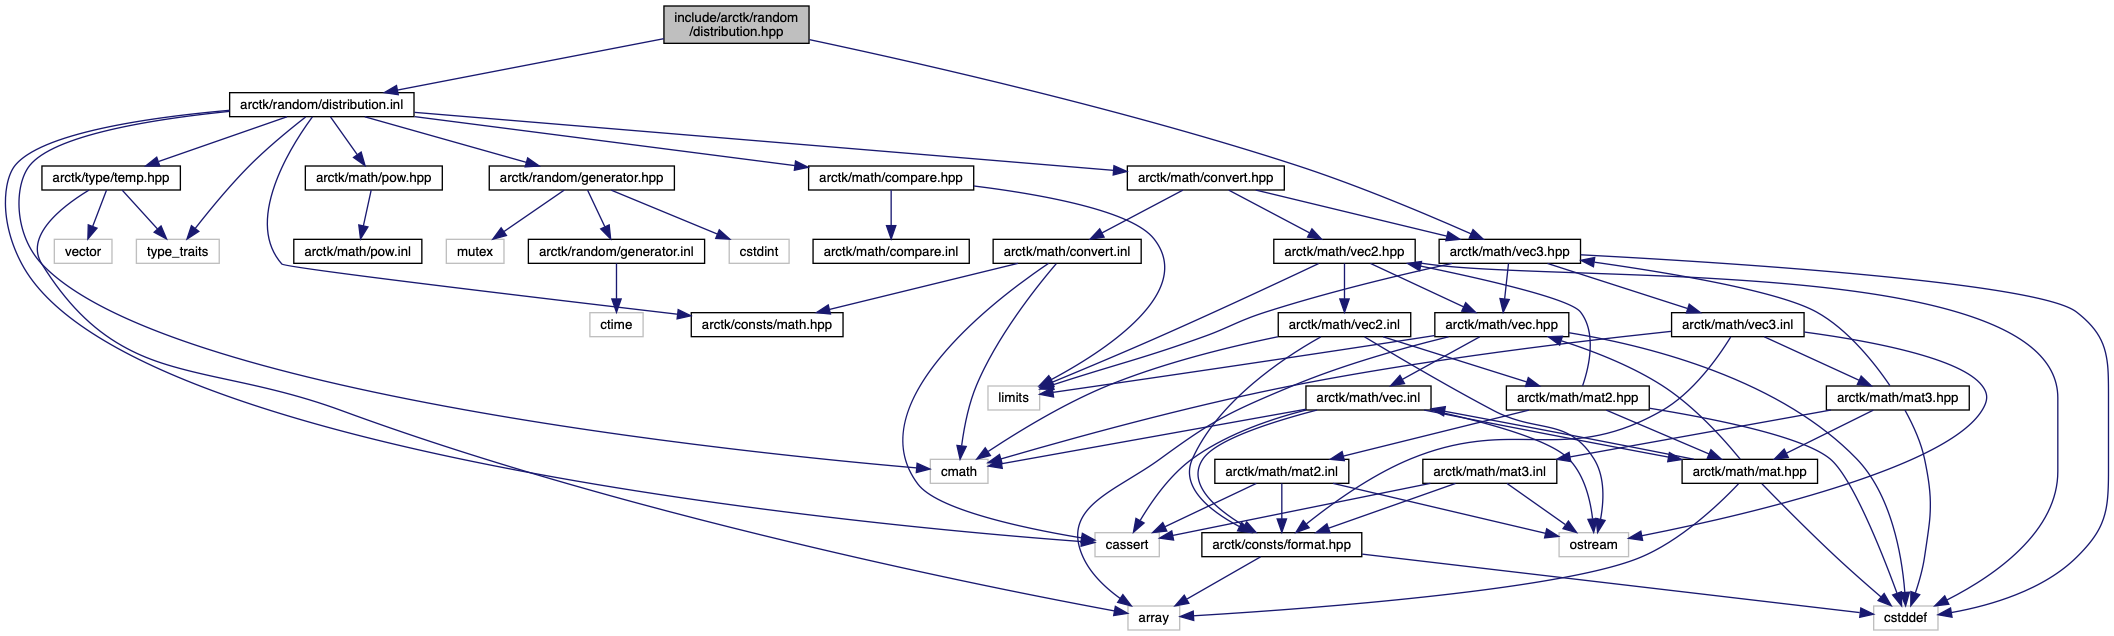 include/arctk/random
/distribution.hpp
arctk/random/distribution.inl
arctk/type/temp.hpp
arctk/math/pow.hpp
arctk/random/generator.hpp
arctk/math/compare.hpp
arctk/math/convert.hpp
vector
type_traits
arctk/math/pow.inl
mutex
arctk/random/generator.inl
cstdint
arctk/math/compare.inl
arctk/math/convert.inl
arctk/math/vec2.hpp
arctk/math/vec3.hpp
ctime
arctk/consts/math.hpp
arctk/math/vec2.inl
arctk/math/vec.hpp
arctk/math/vec3.inl
limits
arctk/math/vec.inl
arctk/math/mat2.hpp
arctk/math/mat3.hpp
cmath
arctk/math/mat2.inl
arctk/math/mat3.inl
arctk/math/mat.hpp
cassert
arctk/consts/format.hpp
ostream
array
cstddef